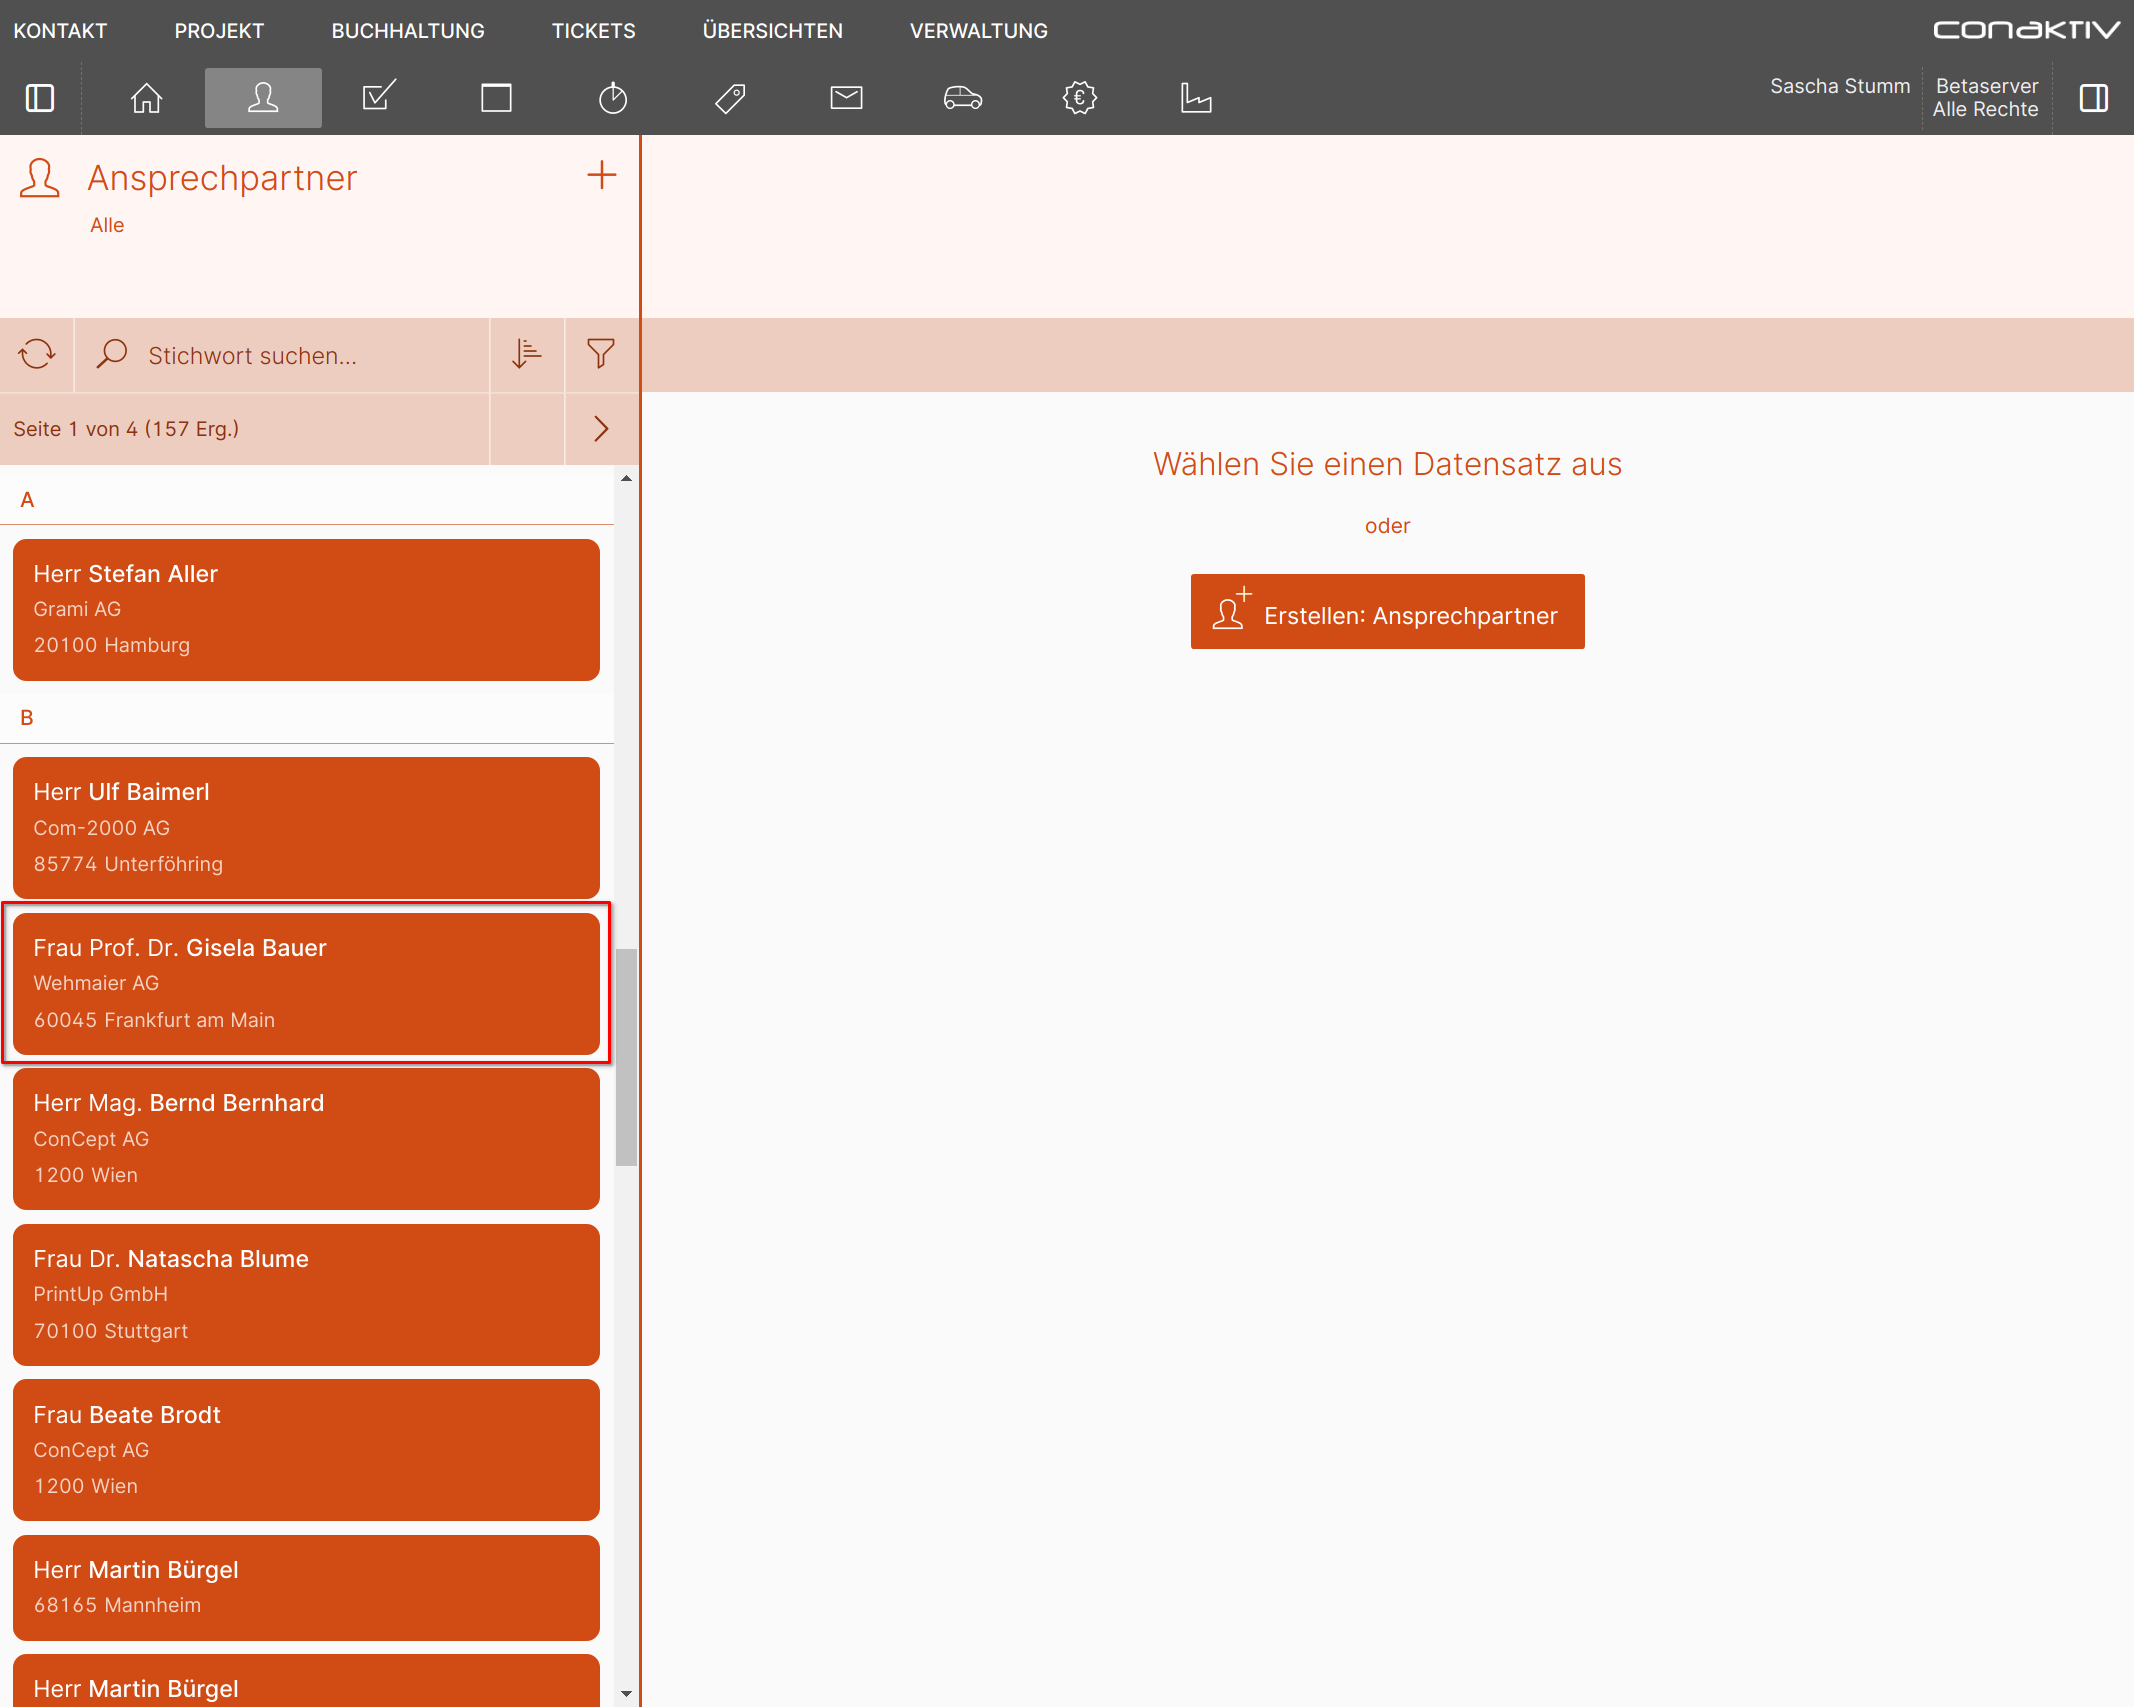 KONTAKT PROJEKT BUCHHALTUNG TICKETS ÜBERSICHTEN VERWALTUNG conaktiv
Sascha Stumm Betaserver
Alle Rechte
Ansprechpartner
Alle
Stichwort suchen...
Seite 1 von 4 (157 Erg.)
A
Herr Stefan Aller
Grami AG
20100 Hamburg
B
Herr Ulf Baimerl
Com-2000 AG
85774 Unterföhring
Frau Prof. Dr. Gisela Bauer
Wehmaier AG
60045 Frankfurt am Main
Herr Mag. Bernd Bernhard
ConCept AG
1200 Wien
Frau Dr. Natascha Blume
PrintUp GmbH
70100 Stuttgart
Frau Beate Brodt
ConCept AG
1200 Wien
Herr Martin Bürgel
68165 Mannheim
Herr Martin Bürgel
Wählen Sie einen Datensatz aus
oder
Erstellen: Ansprechpartner